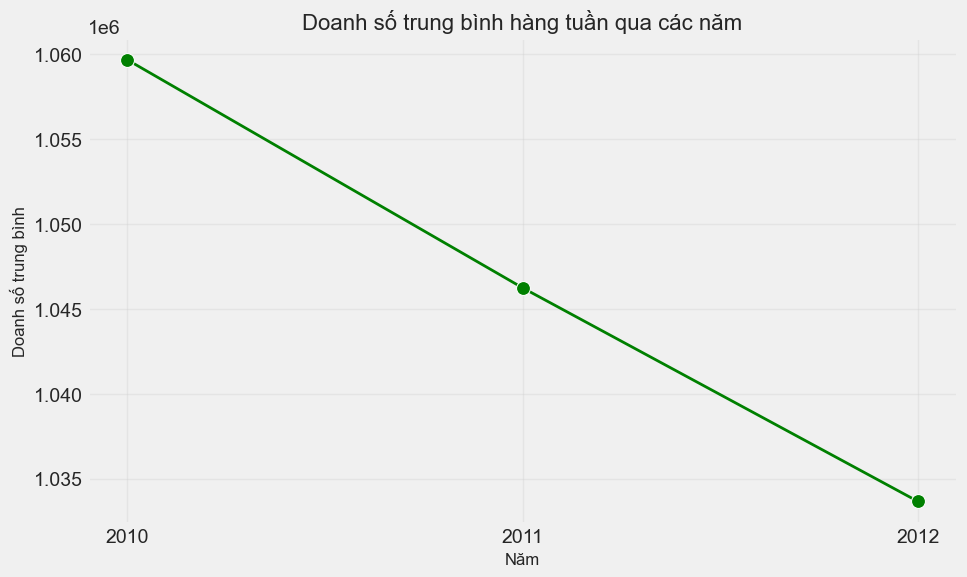 Doanh số trung bình hàng tuần qua các năm
1e6
1.060
1.055
1.050
1.045
1.040
1.035
Doanh số trung bình
2010 2011 2012
Năm